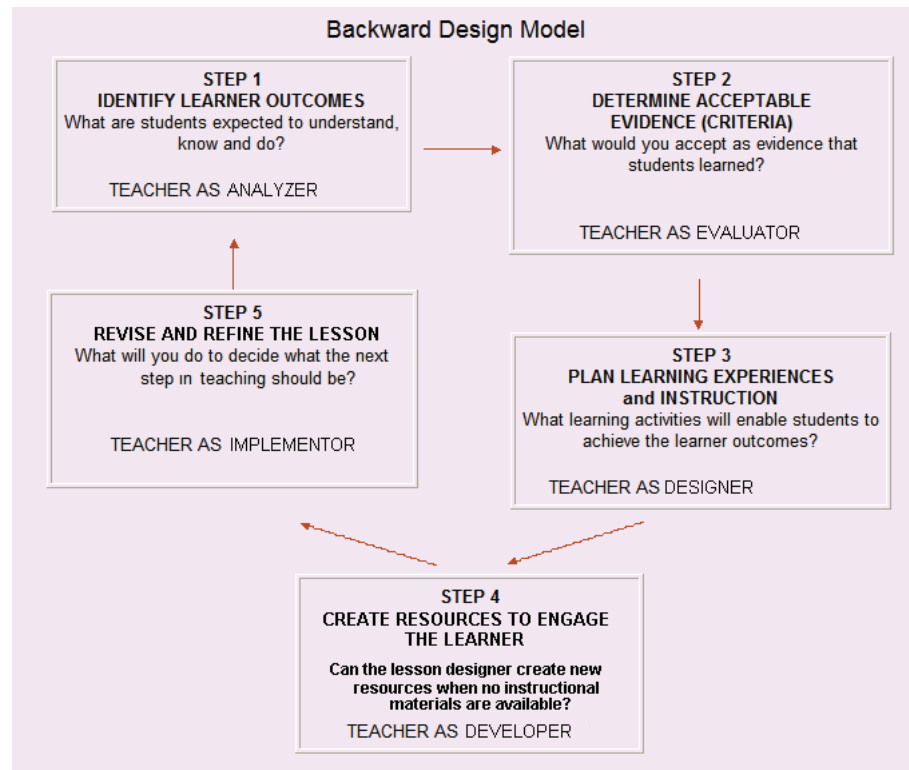 Backward Design Model
STEP 1
IDENTIFY LEARNER OUTCOMES
What are students expected to understand,
know and do?
TEACHER AS ANALYZER
STEP 2
DETERMINE ACCEPTABLE
EVIDENCE (CRITERIA)
What would you accept as evidence that
students learned?
TEACHER AS EVALUATOR
STEP 3
PLAN LEARNING EXPERIENCES
and INSTRUCTION
What learning activities will enable students to
achieve the learner outcomes?
TEACHER AS DESIGNER
STEP 4
CREATE RESOURCES TO ENGAGE
THE LEARNER
Can the lesson designer create new
resources when no instructional
materials are available?
TEACHER AS DEVELOPER
STEP 5
REVISE AND REFINE THE LESSON
What will you do to decide what the next
step in teaching should be?
TEACHER AS IMPLEMENTOR